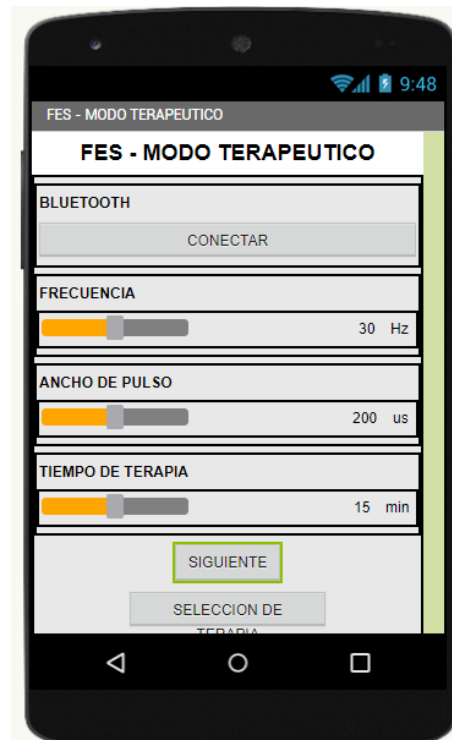 9:48
FES - MODO TERAPEUTICO
FES - MODO TERAPEUTICO
BLUETOOTH
CONECTAR
FRECUENCIA
30 Hz
ANCHO DE PULSO
200 us
TIEMPO DE TERAPIA
15 min
SIGUIENTE
SELECCION DE
TERAPIA